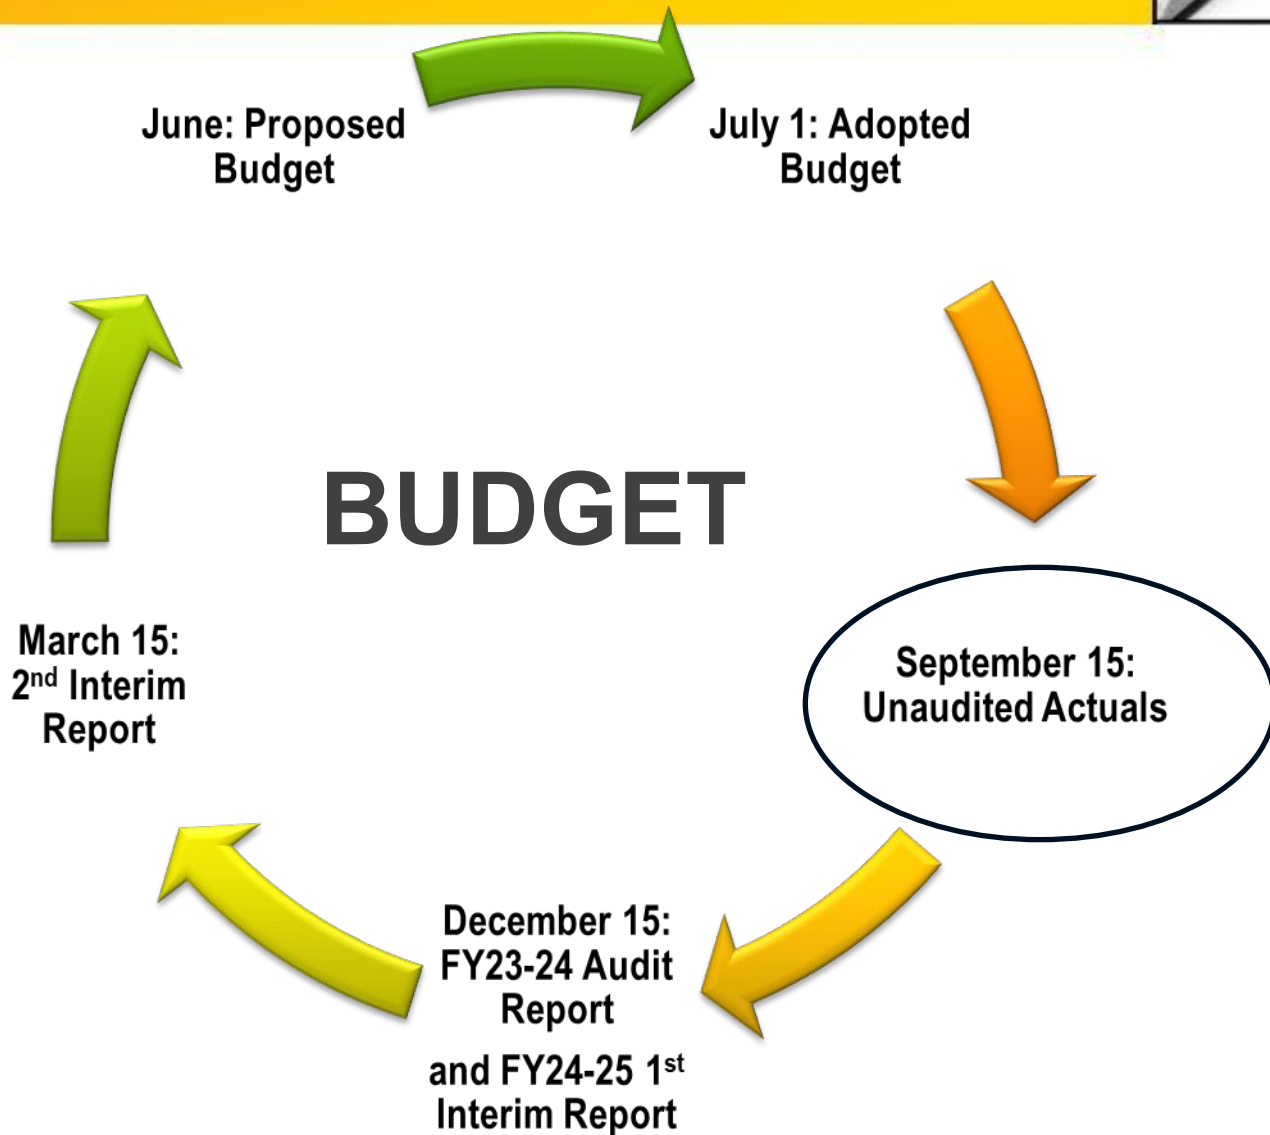 June: Proposed
Budget
July 1: Adopted
Budget
BUDGET
September 15:
Unaudited Actuals
December 15:
FY23-24 Audit
Report
and FY24-25 1st
Interim Report
March 15:
2nd Interim
Report